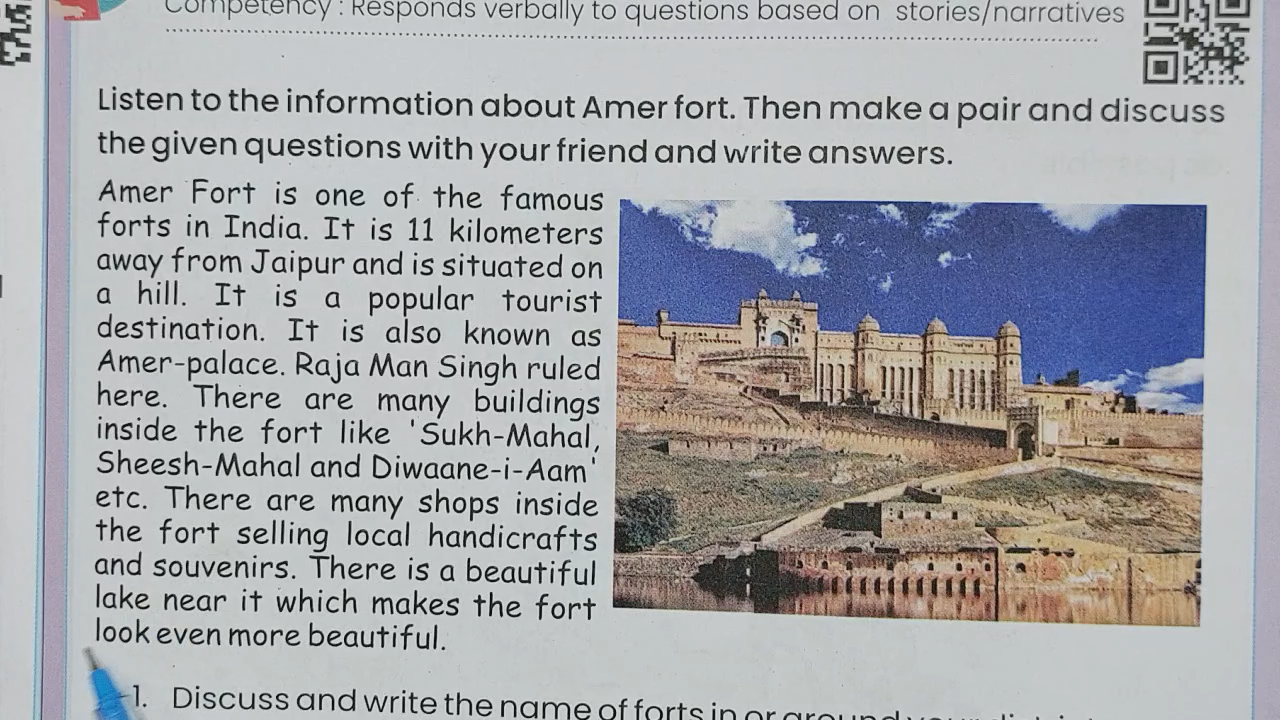 Competency : Responds verbally to questions based on stories/narratives
Listen to the information about Amer fort. Then make a pair and discuss
the given questions with your friend and write answers.
Amer Fort is one of the famous
forts in India. It is 11 kilometers
away from Jaipur and is situated on
a hill. It is a popular tourist
destination. It is also known as
Amer-palace. Raja Man Singh ruled
here. There are many buildings
inside the fort like 'Sukh-Mahal,
Sheesh-Mahal and Diwaane-i-Aam'
etc. There are many shops inside
the fort selling local handicrafts
and souvenirs. There is a beautiful
lake near it which makes the fort
look even more beautiful.
1. Discuss and write the name of forts in or around your